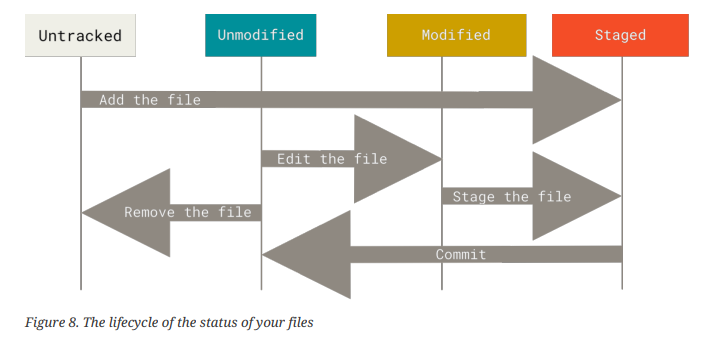 Untracked
Unmodified
Modified
Staged
Add the file
Edit the file
Stage the file
Remove the file
Commit
Figure 8. The lifecycle of the status of your files